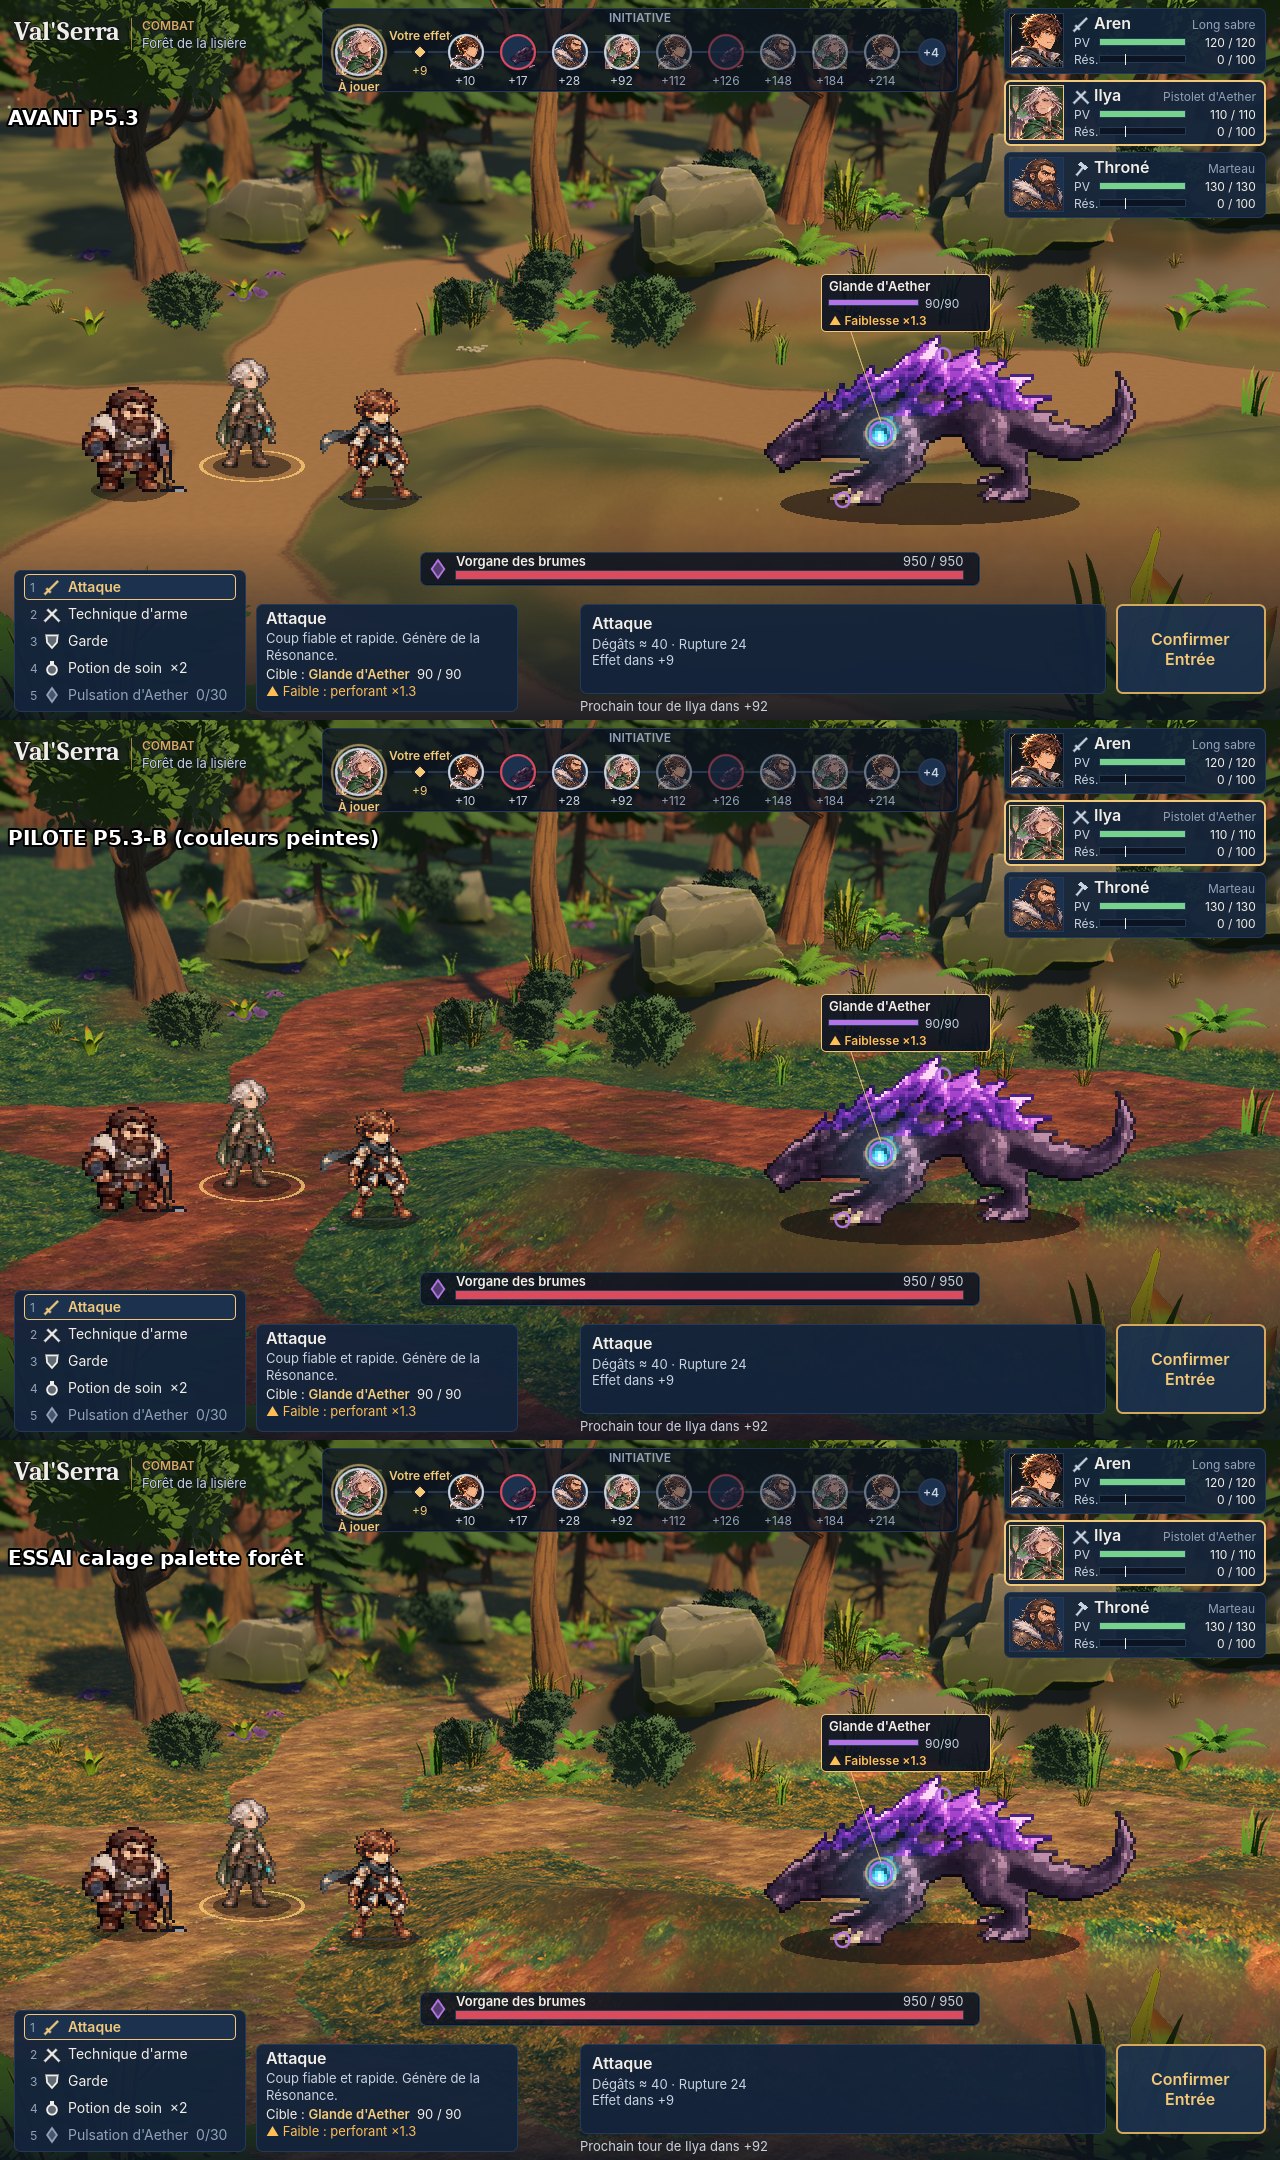 Val'Serra
COMBAT
Forêt de la lisière
INITIATIVE
Votre effet
+9
À jouer
+10 +17 +28 +92 +112 +126 +148 +184 +214
+4
Aren Long sabre
PV 120 / 120
Rés. 0 / 100
Ilya Pistolet d'Aether
PV 110 / 110
Rés. 0 / 100
Throné Marteau
PV 130 / 130
Rés. 0 / 100
AVANT P5.3
Glande d'Aether
90/90
▲ Faiblesse ×1.3
Vorgane des brumes 950 / 950
1 Attaque
2 Technique d'arme
3 Garde
4 Potion de soin ×2
5 Pulsation d'Aether 0/30
Attaque
Coup fiable et rapide. Génère de la
Résonance.
Cible : Glande d'Aether 90 / 90
▲ Faible : perforant ×1.3
Attaque
Dégâts ≈ 40 · Rupture 24
Effet dans +9
Prochain tour de Ilya dans +92
Confirmer
Entrée
Val'Serra
COMBAT
Forêt de la lisière
INITIATIVE
Votre effet
+9
À jouer
+10 +17 +28 +92 +112 +126 +148 +184 +214
+4
Aren Long sabre
PV 120 / 120
Rés. 0 / 100
Ilya Pistolet d'Aether
PV 110 / 110
Rés. 0 / 100
Throné Marteau
PV 130 / 130
Rés. 0 / 100
PILOTE P5.3-B (couleurs peintes)
Glande d'Aether
90/90
▲ Faiblesse ×1.3
Vorgane des brumes 950 / 950
1 Attaque
2 Technique d'arme
3 Garde
4 Potion de soin ×2
5 Pulsation d'Aether 0/30
Attaque
Coup fiable et rapide. Génère de la
Résonance.
Cible : Glande d'Aether 90 / 90
▲ Faible : perforant ×1.3
Attaque
Dégâts ≈ 40 · Rupture 24
Effet dans +9
Prochain tour de Ilya dans +92
Confirmer
Entrée
Val'Serra
COMBAT
Forêt de la lisière
INITIATIVE
Votre effet
+9
À jouer
+10 +17 +28 +92 +112 +126 +148 +184 +214
+4
Aren Long sabre
PV 120 / 120
Rés. 0 / 100
Ilya Pistolet d'Aether
PV 110 / 110
Rés. 0 / 100
Throné Marteau
PV 130 / 130
Rés. 0 / 100
ESSAI calage palette forêt
Glande d'Aether
90/90
▲ Faiblesse ×1.3
Vorgane des brumes 950 / 950
1 Attaque
2 Technique d'arme
3 Garde
4 Potion de soin ×2
5 Pulsation d'Aether 0/30
Attaque
Coup fiable et rapide. Génère de la
Résonance.
Cible : Glande d'Aether 90 / 90
▲ Faible : perforant ×1.3
Attaque
Dégâts ≈ 40 · Rupture 24
Effet dans +9
Prochain tour de Ilya dans +92
Confirmer
Entrée